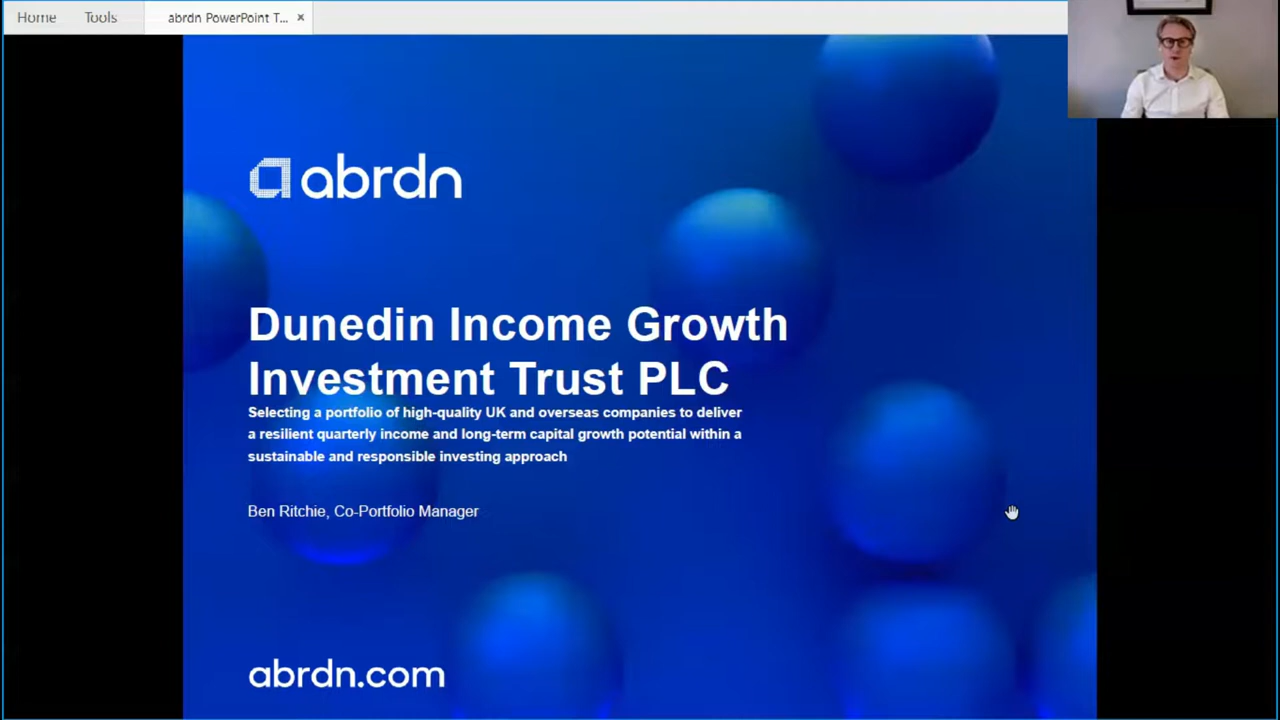 Home Tools abrdn PowerPoint T... ×
abrdn
Dunedin Income Growth
Investment Trust PLC
Selecting a portfolio of high-quality UK and overseas companies to deliver
a resilient quarterly income and long-term capital growth potential within a
sustainable and responsible investing approach
Ben Ritchie, Co-Portfolio Manager
abrdn.com